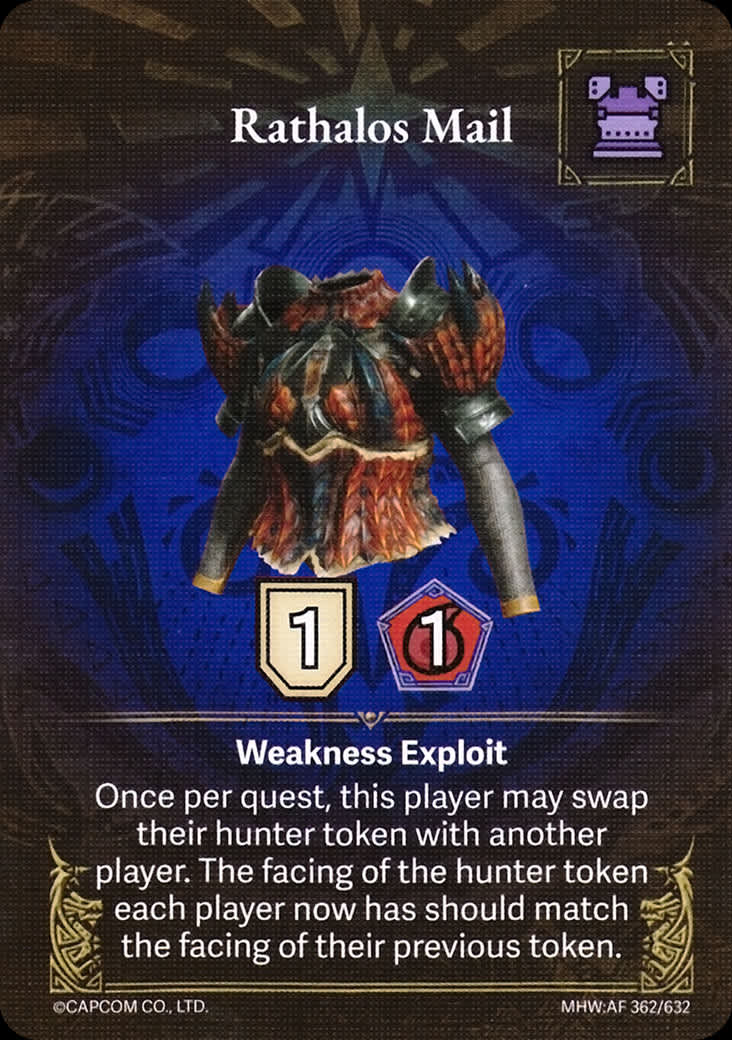 Rathalos Mail
1 1
Weakness Exploit
Once per quest, this player may swap
their hunter token with another
player. The facing of the hunter token
each player now has should match
the facing of their previous token.
©CAPCOM CO., LTD. MHW:AF 362/632